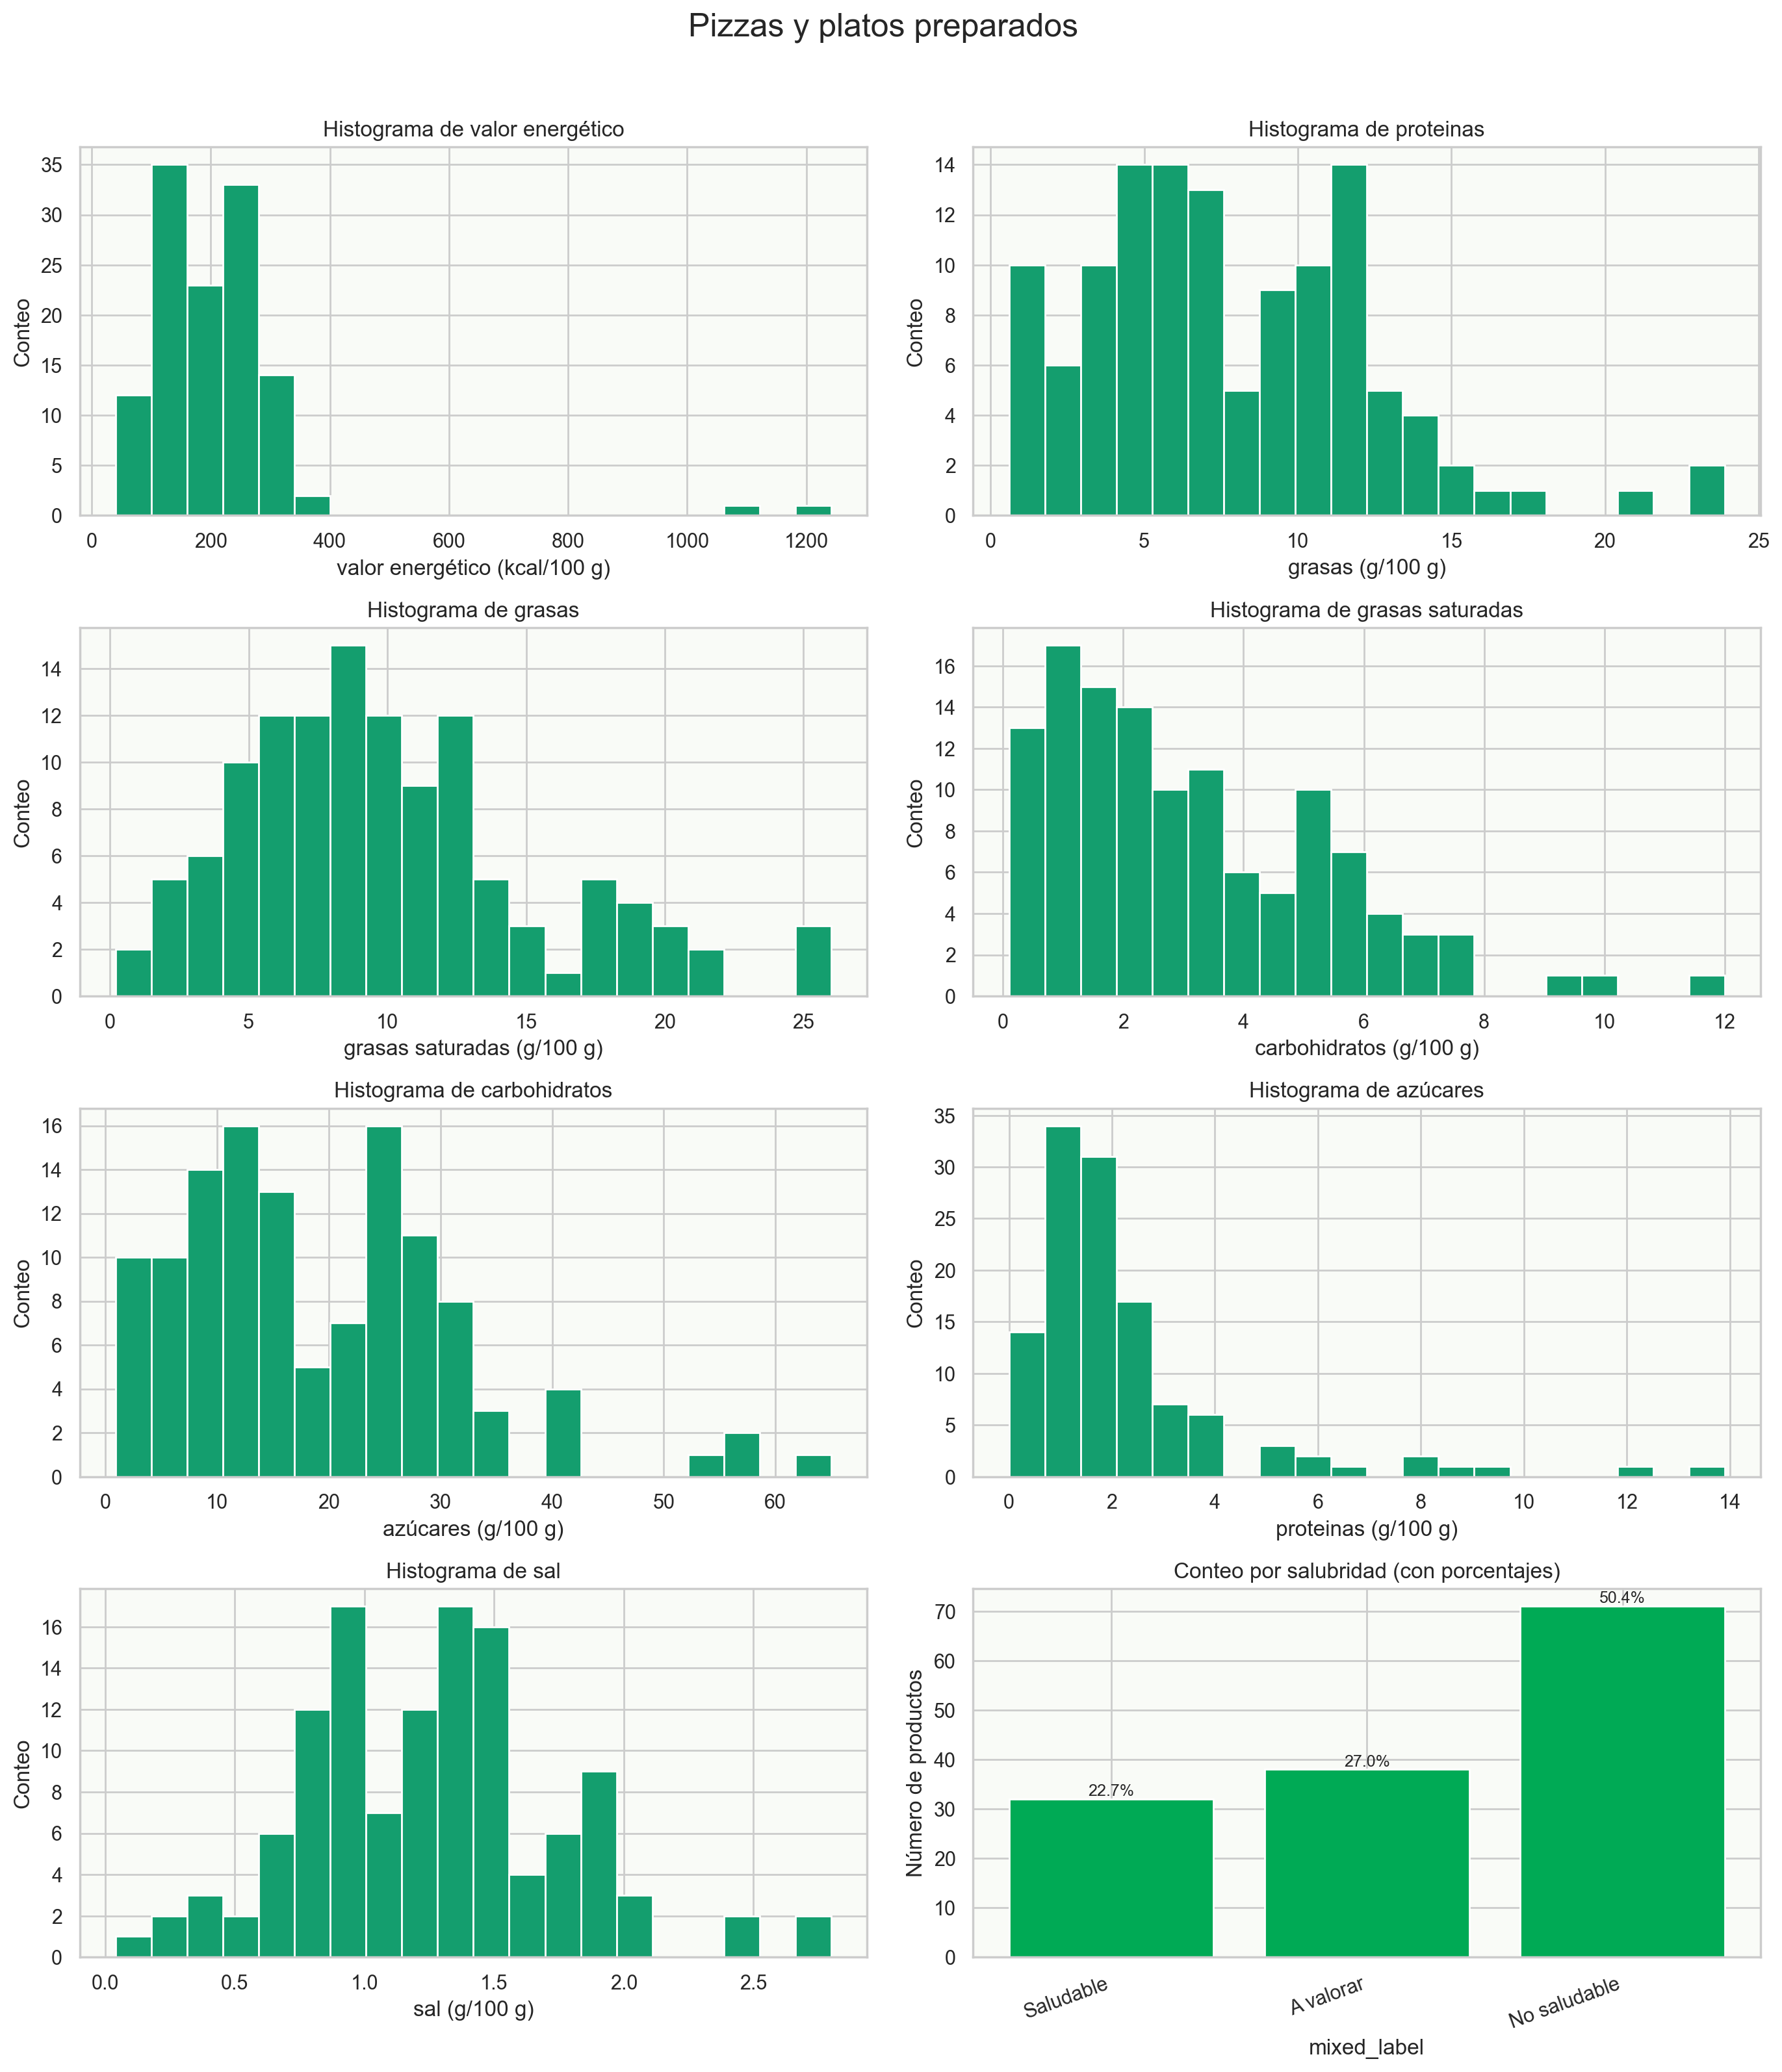 Pizzas y platos preparados
Histograma de valor energético
Conteo
35
30
25
20
15
10
5
0
0 200 400 600 800 1000 1200
valor energético (kcal/100 g)
Histograma de proteinas
Conteo
14
12
10
8
6
4
2
0
0 5 10 15 20 25
grasas (g/100 g)
Histograma de grasas
Conteo
14
12
10
8
6
4
2
0
0 5 10 15 20 25
grasas saturadas (g/100 g)
Histograma de grasas saturadas
Conteo
16
14
12
10
8
6
4
2
0
0 2 4 6 8 10 12
carbohidratos (g/100 g)
Histograma de carbohidratos
Conteo
16
14
12
10
8
6
4
2
0
0 10 20 30 40 50 60
azúcares (g/100 g)
Histograma de azúcares
Conteo
35
30
25
20
15
10
5
0
0 2 4 6 8 10 12 14
proteinas (g/100 g)
Histograma de sal
Conteo
16
14
12
10
8
6
4
2
0
0.0 0.5 1.0 1.5 2.0 2.5
sal (g/100 g)
Conteo por salubridad (con porcentajes)
Número de productos
70
60
50
40
30
20
10
0
22.7%
27.0%
50.4%
Saludable
A valorar
No saludable
mixed_label